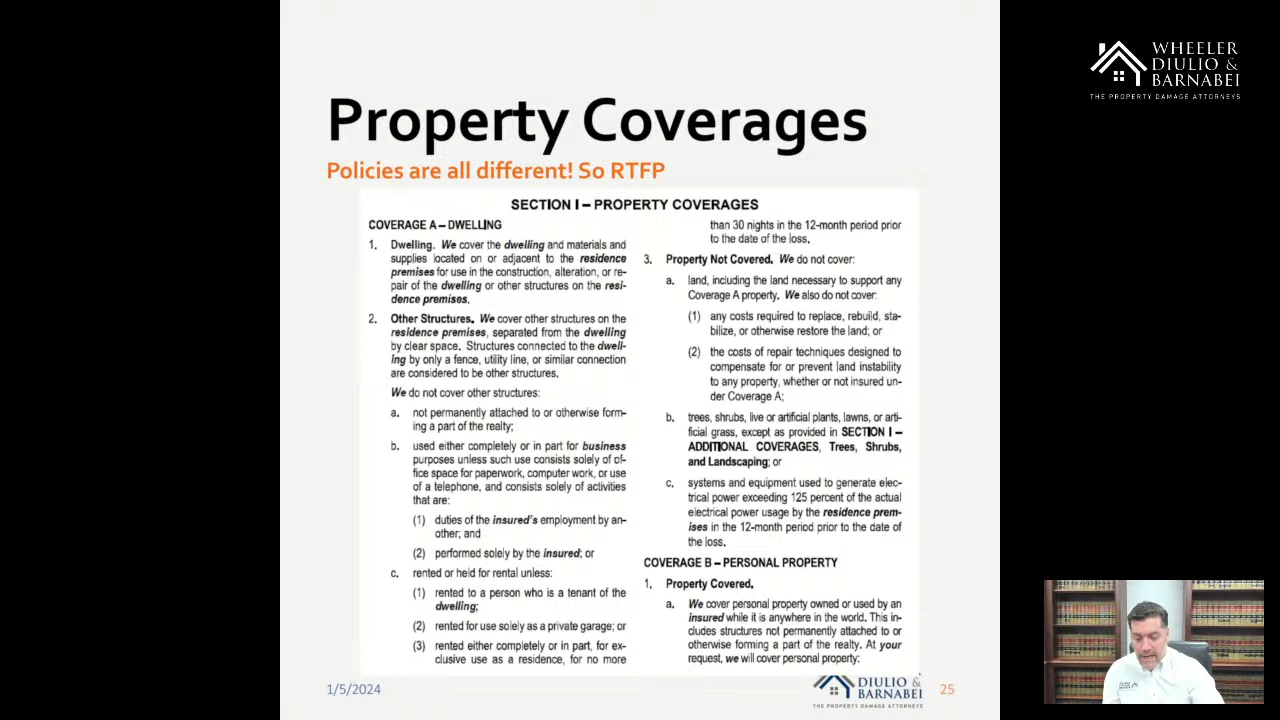 WHEELER
DIULIO &
BARNABEI
THE PROPERTY DAMAGE ATTORNEYS
Property Coverages
Policies are all different! So RTFP
SECTION I – PROPERTY COVERAGES
COVERAGE A – DWELLING
1. Dwelling. We cover the dwelling and materials and
supplies located on or adjacent to the residence
premises for use in the construction, alteration, or re-
pair of the dwelling or other structures on the resi-
dence premises.
2. Other Structures. We cover other structures on the
residence premises, separated from the dwelling
by clear space. Structures connected to the dwell-
ing by only a fence, utility line, or similar connection
are considered to be other structures.
We do not cover other structures:
a. not permanently attached to or otherwise form-
ing a part of the realty;
b. used either completely or in part for business
purposes unless such use consists solely of of-
fice space for paperwork, computer work, or use
of a telephone, and consists solely of activities
that are:
(1) duties of the insured's employment by an-
other; and
(2) performed solely by the insured; or
c. rented or held for rental unless:
(1) rented to a person who is a tenant of the
dwelling;
(2) rented for use solely as a private garage; or
(3) rented either completely or in part, for ex-
clusive use as a residence, for no more
than 30 nights in the 12-month period prior
to the date of the loss.
3. Property Not Covered. We do not cover:
a. land, including the land necessary to support any
Coverage A property. We also do not cover:
(1) any costs required to replace, rebuild, sta-
bilize, or otherwise restore the land; or
(2) the costs of repair techniques designed to
compensate for or prevent land instability
to any property, whether or not insured un-
der Coverage A;
b. trees, shrubs, live or artificial plants, lawns, or arti-
ficial grass, except as provided in SECTION I –
ADDITIONAL COVERAGES, Trees, Shrubs,
and Landscaping; or
c. systems and equipment used to generate elec-
trical power exceeding 125 percent of the actual
electrical power usage by the residence prem-
ises in the 12-month period prior to the date of
the loss.
COVERAGE B – PERSONAL PROPERTY
1. Property Covered.
a. We cover personal property owned or used by an
insured while it is anywhere in the world. This in-
cludes structures not permanently attached to or
otherwise forming a part of the realty. At your
request, we will cover personal property:
1/5/2024
DIULIO &
BARNABEI
THE PROPERTY DAMAGE ATTORNEYS
25